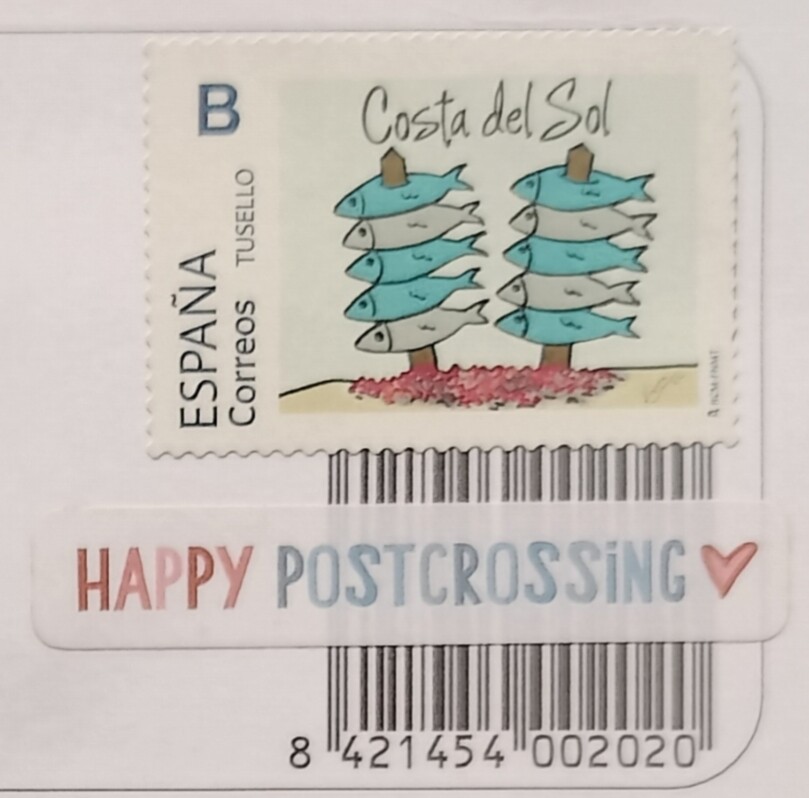 B
Costa del Sol
ESPAÑA
Correos TUSELLO
HAPPY POSTCROSSiNG
8 421454 002020